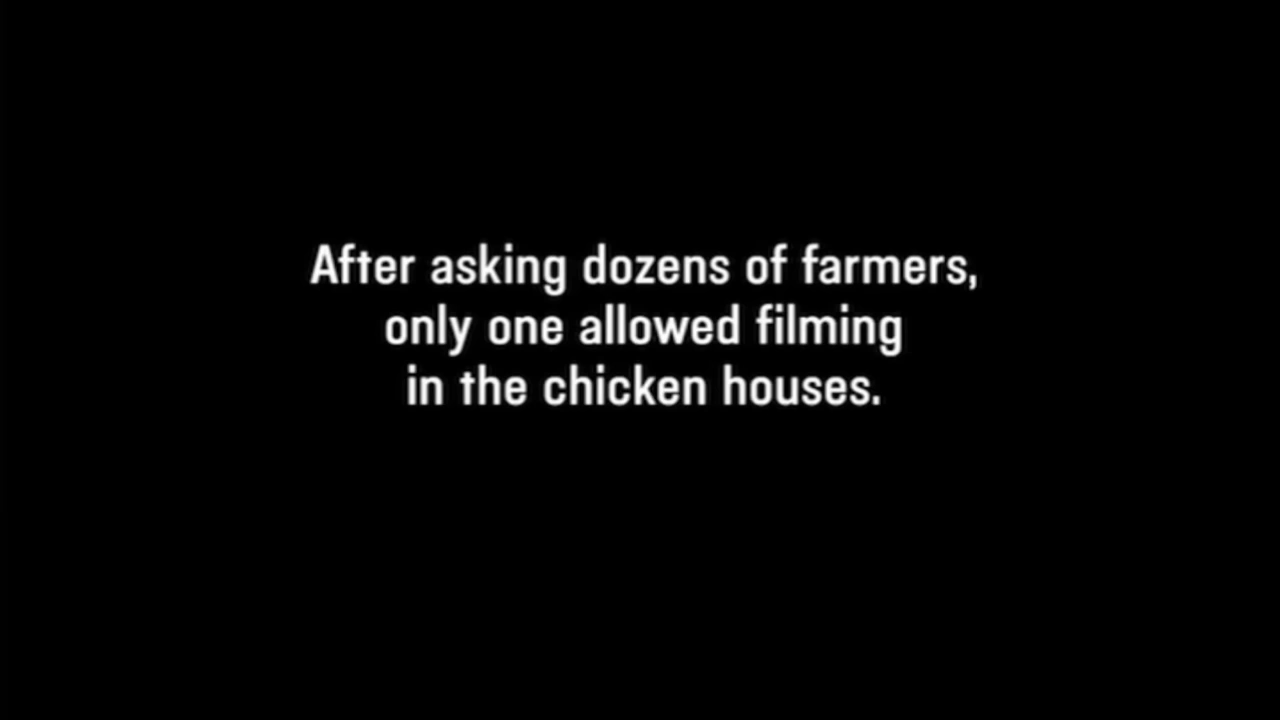 After asking dozens of farmers,
only one allowed filming
in the chicken houses.